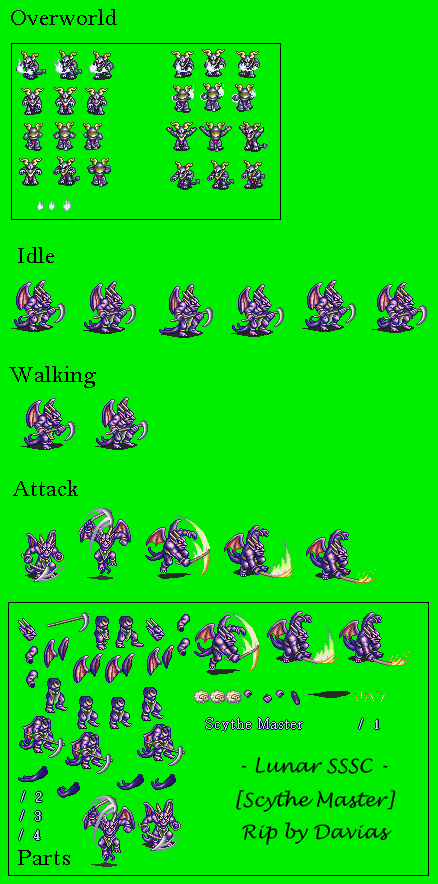 Overworld
Idle
Walking
Attack
Scythe Master / 1
- Lunar SSSC -
[Scythe Master]
Rip by Davias
/ 2
/ 3
/ 4
Parts